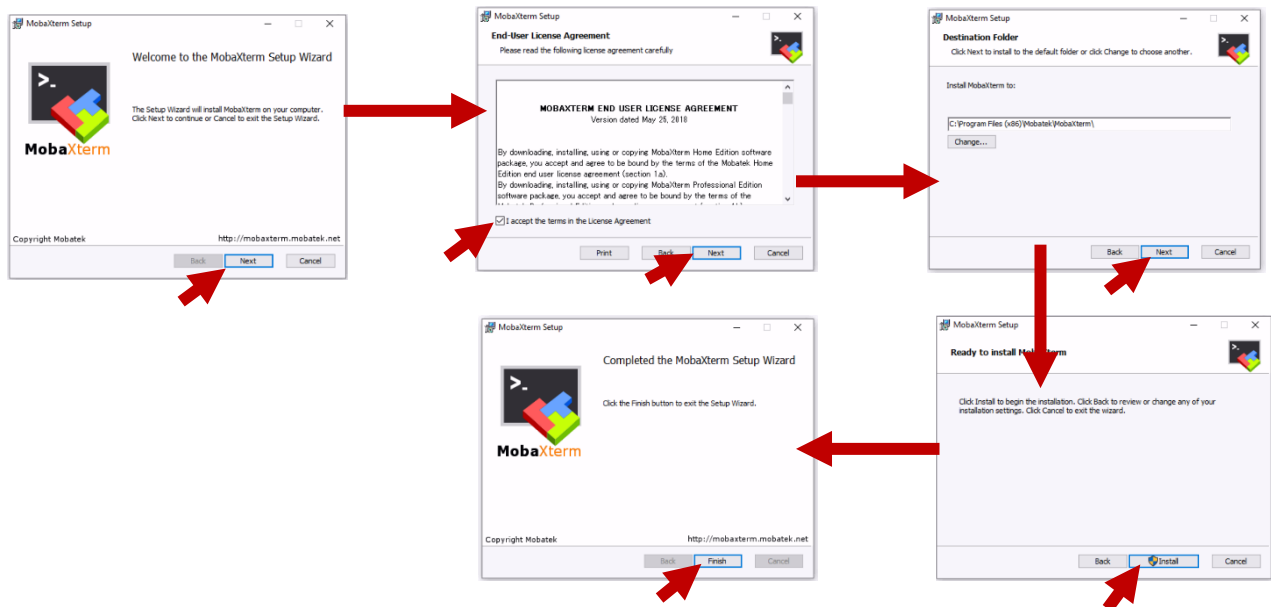 MobaXterm Setup
Welcome to the MobaXterm Setup Wizard
>_
MobaXterm
The Setup Wizard will install MobaXterm on your computer.
Click Next to continue or Cancel to exit the Setup Wizard.
Copyright Mobatek
http://mobaxterm.mobatek.net
Back
Next
Cancel
MobaXterm Setup
End-User License Agreement
Please read the following license agreement carefully
>_
MOBAXTERM END USER LICENSE AGREEMENT
Version dated May 25, 2018
By downloading, installing, using or copying MobaXterm Home Edition software
package, you accept and agree to be bound by the terms of the Mobatek Home
Edition end user license agreement (section 1a).
By downloading, installing, using or copying MobaXterm Professional Edition
software package, you accept and agree to be bound by the terms of the
I accept the terms in the License Agreement
Print
Back
Next
Cancel
MobaXterm Setup
Destination Folder
Click Next to install to the default folder or click Change to choose another.
>_
Install MobaXterm to:
C:\Program Files (x86)\Mobatek\MobaXterm\
Change...
Back
Next
Cancel
MobaXterm Setup
Ready to install MobaXterm
>_
Click Install to begin the installation. Click Back to review or change any of your
installation settings. Click Cancel to exit the wizard.
Back
Install
Cancel
MobaXterm Setup
Completed the MobaXterm Setup Wizard
>_
MobaXterm
Click the Finish button to exit the Setup Wizard.
Copyright Mobatek
http://mobaxterm.mobatek.net
Back
Finish
Cancel